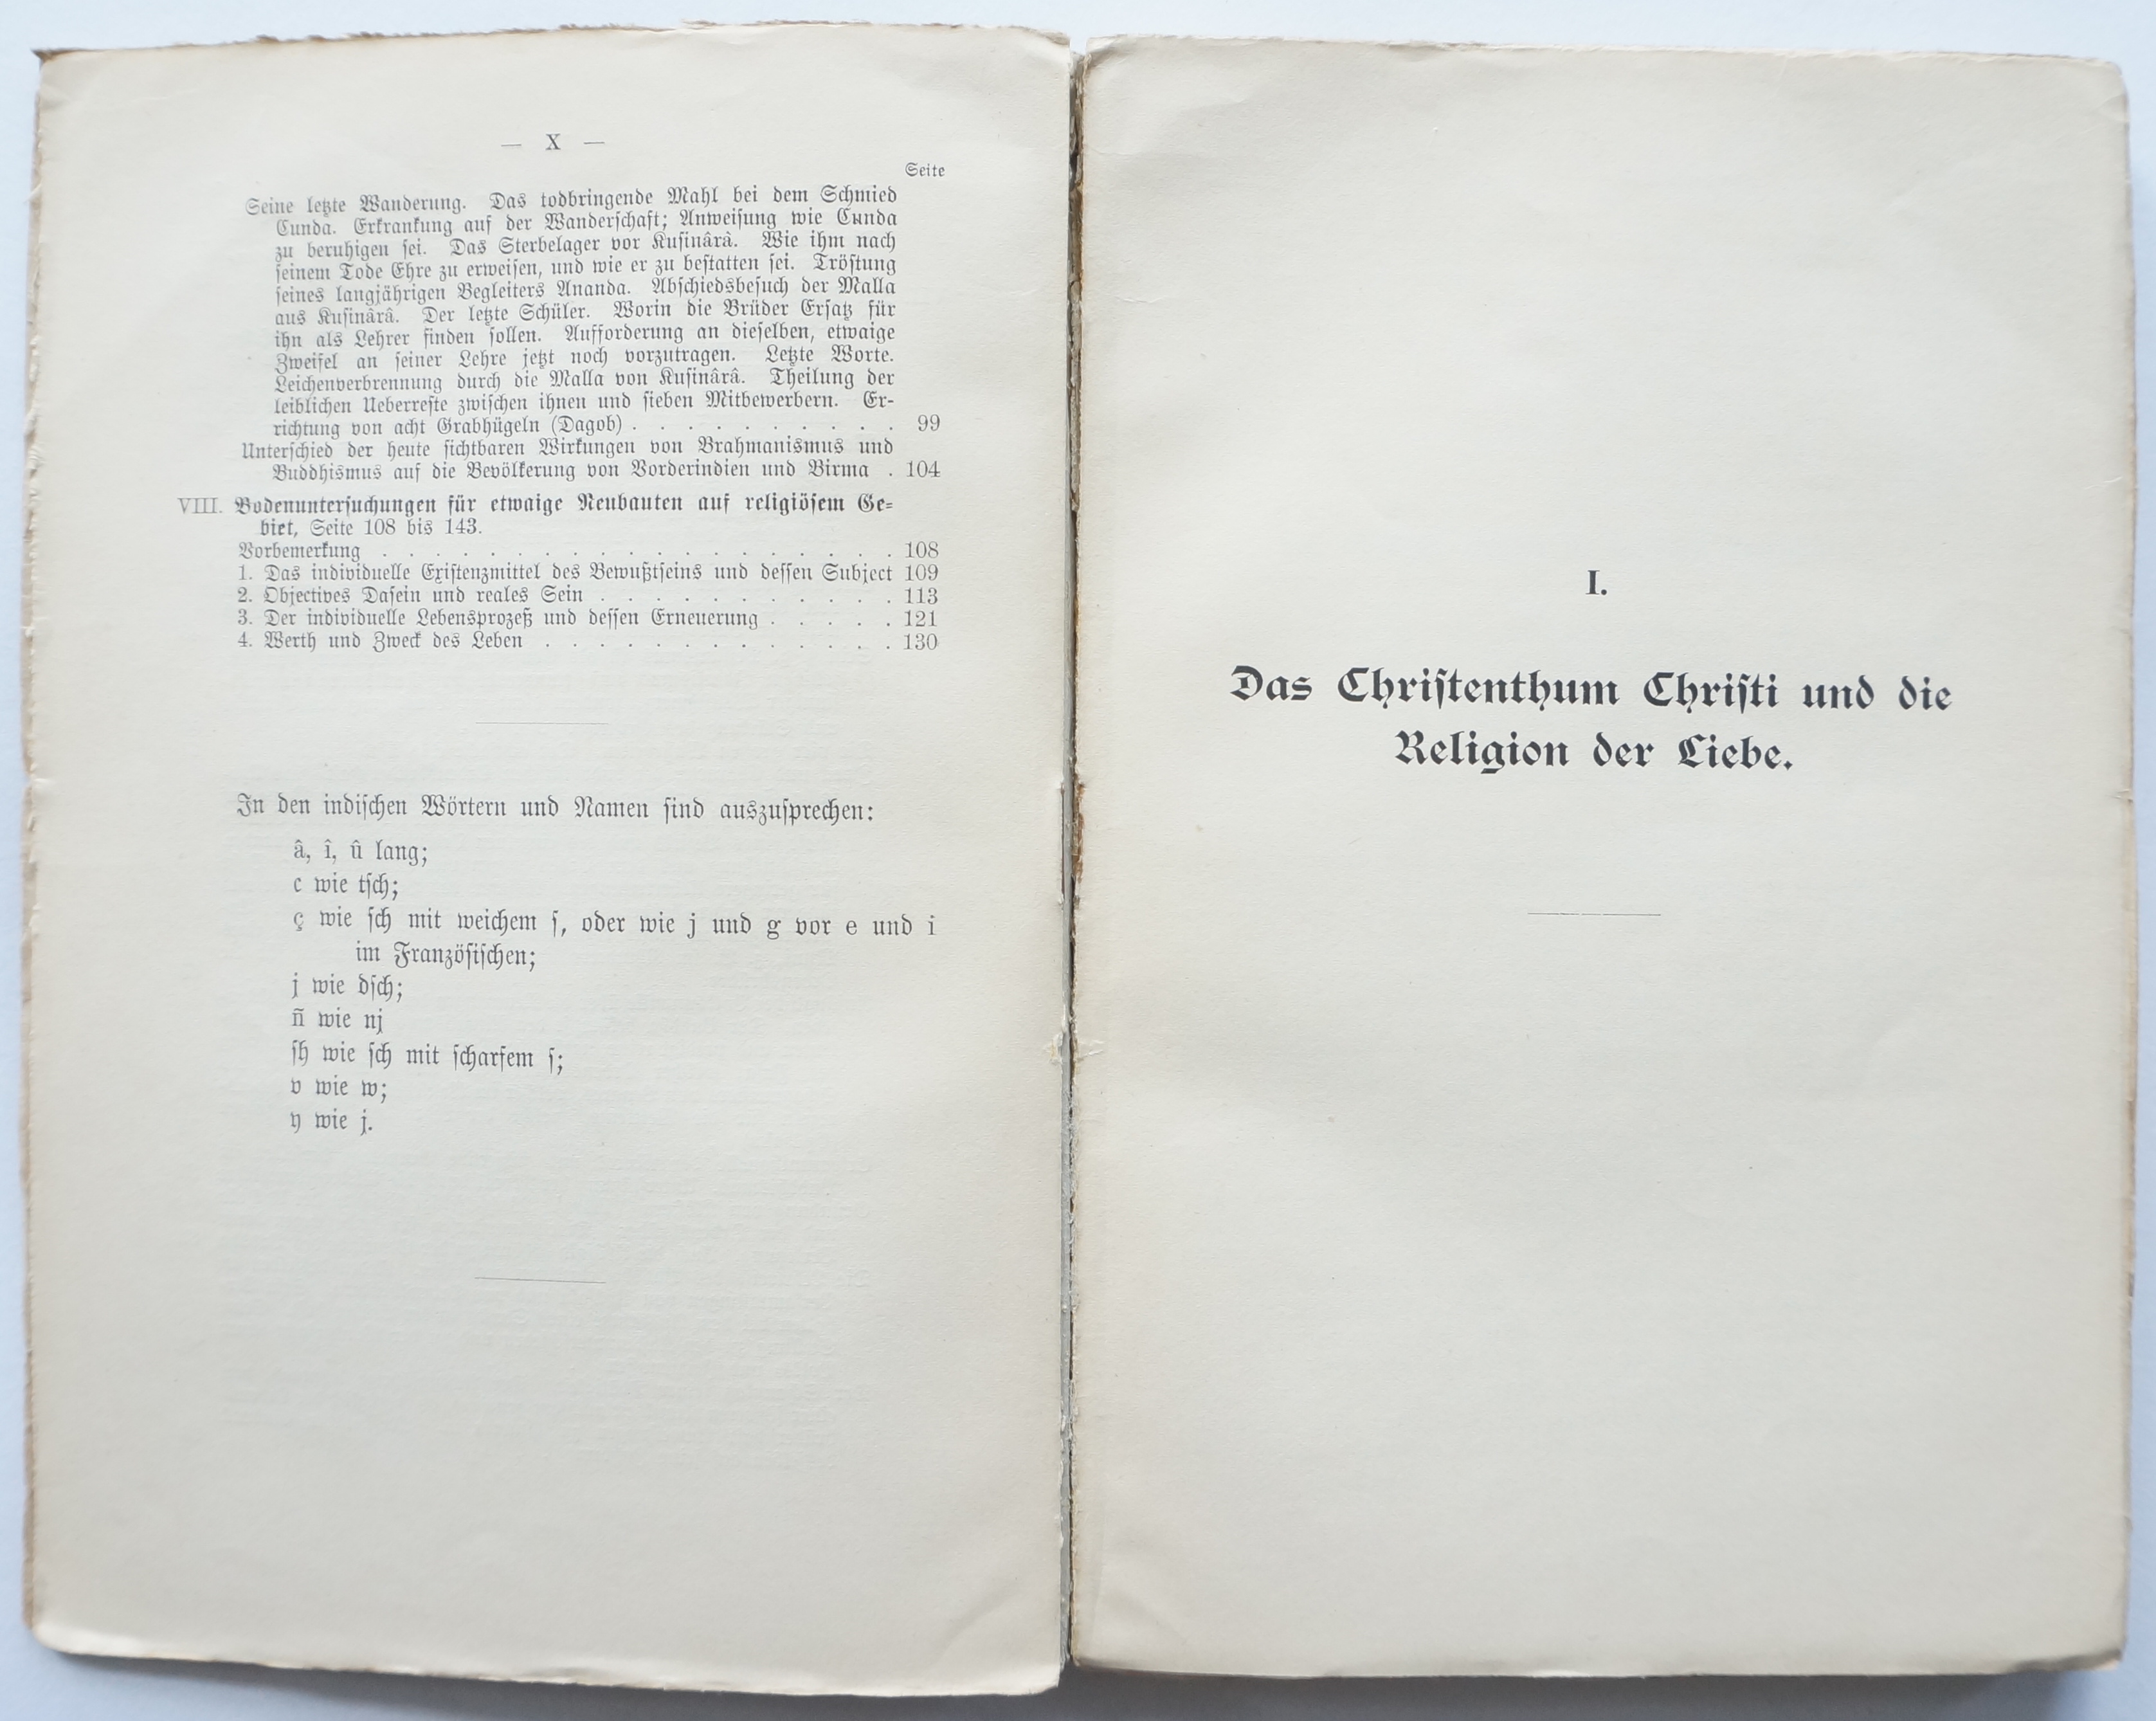 — X —
Seite
Seine letzte Wanderung. Das todbringende Mahl bei dem Schmied
Cunda. Erkrankung auf der Wanderschaft; Anweisung wie Cunda
zu beruhigen sei. Das Sterbelager vor Kusinârâ. Wie ihm nach
seinem Tode Ehre zu erweisen, und wie er zu bestatten sei. Tröstung
seines langjährigen Begleiters Ananda. Abschiedsbesuch der Malla
aus Kusinârâ. Der letzte Schüler. Worin die Brüder Ersatz für
ihn als Lehrer finden sollen. Aufforderung an dieselben, etwaige
Zweifel an seiner Lehre jetzt noch vorzutragen. Letzte Worte.
Leichenverbrennung durch die Malla von Kusinârâ. Theilung der
leiblichen Ueberreste zwischen ihnen und sieben Mitbewerbern. Er-
richtung von acht Grabhügeln (Dagob) . . . . . . . . . . 99
Unterschied der heute sichtbaren Wirkungen von Brahmanismus und
Buddhismus auf die Bevölkerung von Vorderindien und Birma . 104
VIII. Bodenuntersuchungen für etwaige Neubauten auf religiösem Ge-
biet, Seite 108 bis 143.
Vorbemerkung . . . . . . . . . . . . . . . . . . . . 108
1. Das individuelle Existenzmittel des Bewußtseins und dessen Subject 109
2. Objectives Dasein und reales Sein . . . . . . . . . . . 113
3. Der individuelle Lebensprozeß und dessen Erneuerung . . . . . 121
4. Werth und Zweck des Leben . . . . . . . . . . . . . 130
In den indischen Wörtern und Namen sind auszusprechen:
â, î, û lang;
c wie tsch;
ç wie sch mit weichem s, oder wie j und g vor e und i
im Französischen;
j wie dsch;
ñ wie nj
sh wie sch mit scharfem s;
v wie w;
y wie j.
I.
Das Christenthum Christi und die
Religion der Liebe.